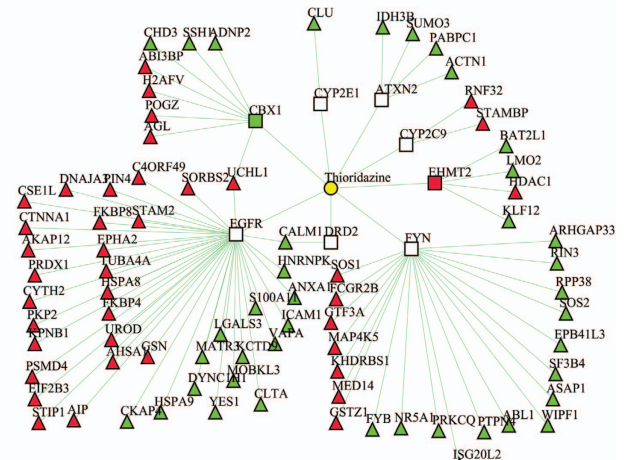 CLU
IDH3B
SUMO3
PABPC1
ACTN1
CHD3
SSH1
ADNP2
ABI3BP
H2AFV
POGZ
AGL
CBX1
CYP2E1
ATXN2
RNF32
STAMBP
CYP2C9
BAT2L1
LMO2
HDAC1
KLF12
EHMT2
Thioridazine
C4ORF49
SORBS2
UCHL1
DNAJA3
PIN4
CSE1L
CTNNA1
FKBP8
STAM2
EGFR
CALM1
DRD2
FYN
ARHGAP33
RIN3
AKAP12
EPHA2
PRDX1
TUBA4A
HNRNPK
SOS1
RPP38
CYTH2
HSPA8
ANXA1
FCGR2B
SOS2
PKP2
FKBP4
S100A11
GTF3A
KPNB1
UROD
ICAM1
MAP4K5
EPB41L3
LGALS3
VAPA
AHSA1
GSN
MATR3
KCTD9
KHDRBS1
SF3B4
PSMD4
DYNC1H1
MOBKL3
MED14
ASAP1
EIF2B3
HSPA9
YES1
CLTA
GSTZ1
STIP1
AIP
CKAP4
FYB
NR5A1
PRKCQ
PTPN4
ABL1
WIPF1
ISG20L2